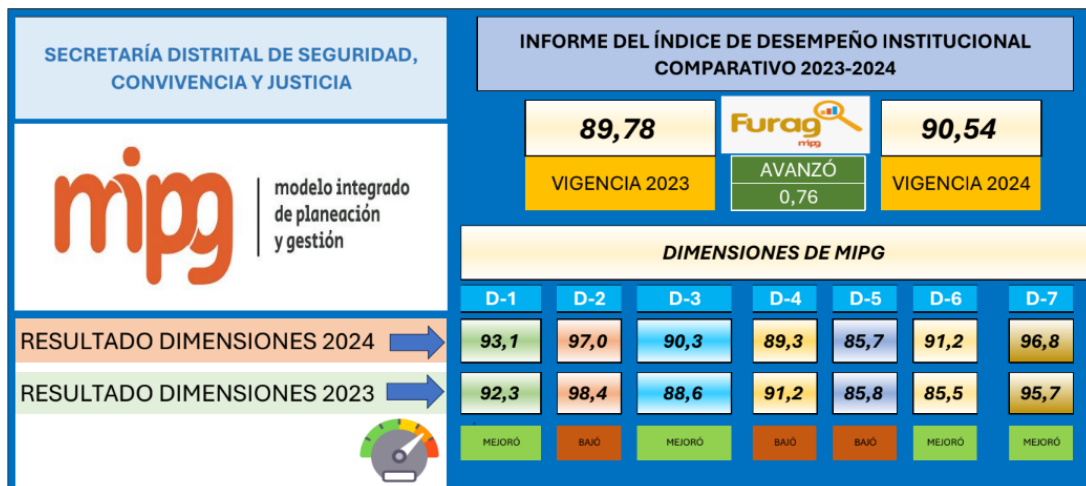 SECRETARÍA DISTRITAL DE SEGURIDAD,
CONVIVENCIA Y JUSTICIA
INFORME DEL ÍNDICE DE DESEMPEÑO INSTITUCIONAL
COMPARATIVO 2023-2024
89,78
Furag
mipg
90,54
VIGENCIA 2023
AVANZÓ
0,76
VIGENCIA 2024
mipg
modelo integrado
de planeación
y gestión
DIMENSIONES DE MIPG
D-1 D-2 D-3 D-4 D-5 D-6 D-7
RESULTADO DIMENSIONES 2024 93,1 97,0 90,3 89,3 85,7 91,2 96,8
RESULTADO DIMENSIONES 2023 92,3 98,4 88,6 91,2 85,8 85,5 95,7
MEJORÓ BAJÓ MEJORÓ BAJÓ BAJÓ MEJORÓ MEJORÓ